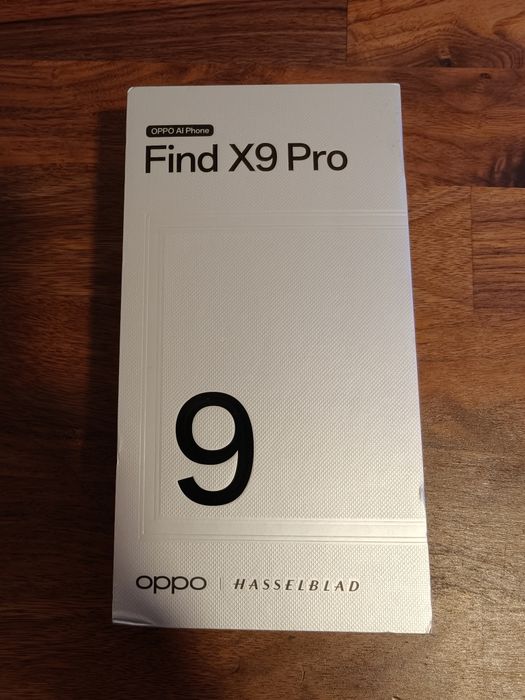 OPPO AI Phone
Find X9 Pro
9
oppo | HASSELBLAD